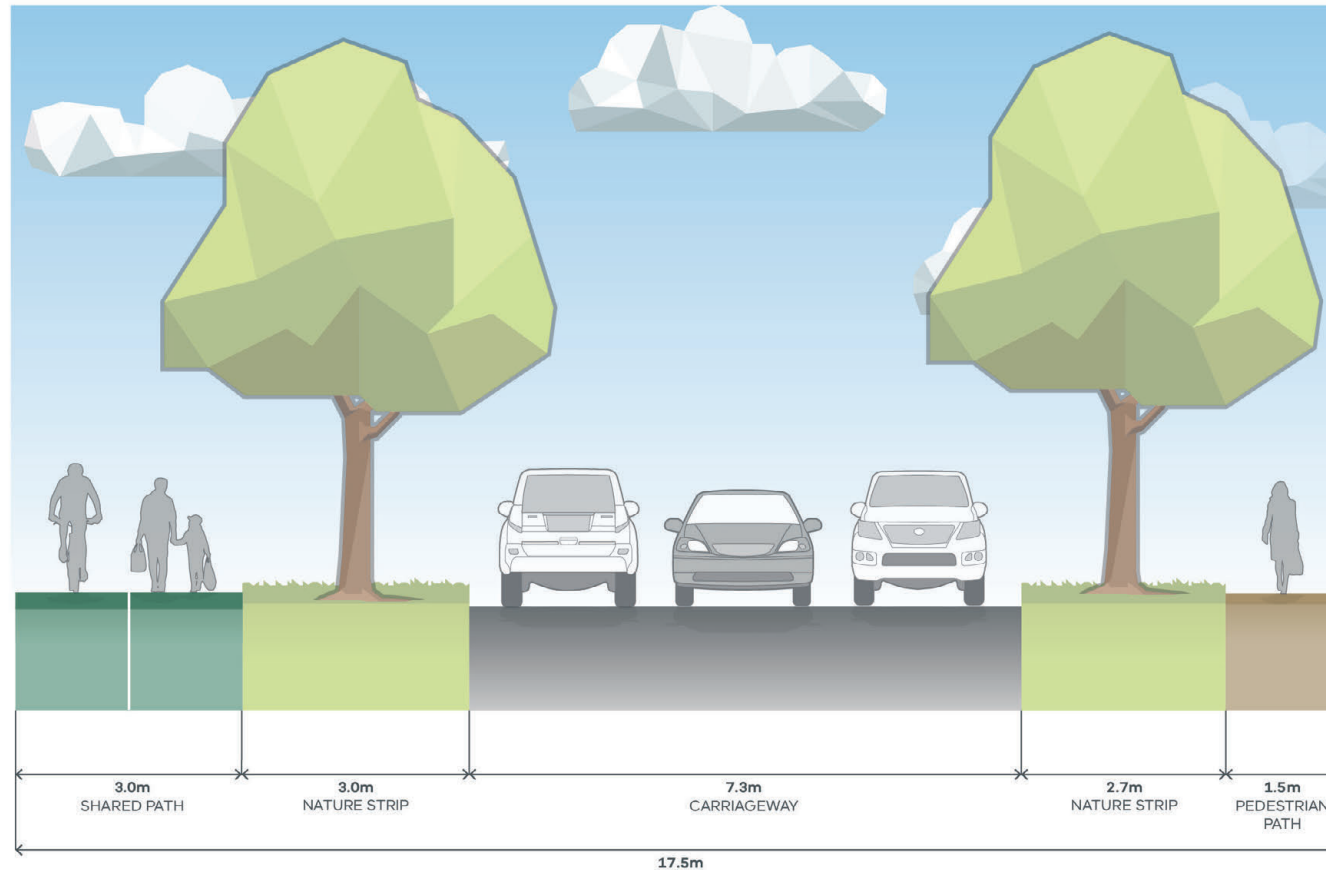 3.0m
SHARED PATH
3.0m
NATURE STRIP
7.3m
CARRIAGEWAY
2.7m
NATURE STRIP
1.5m
PEDESTRIAN
PATH
17.5m